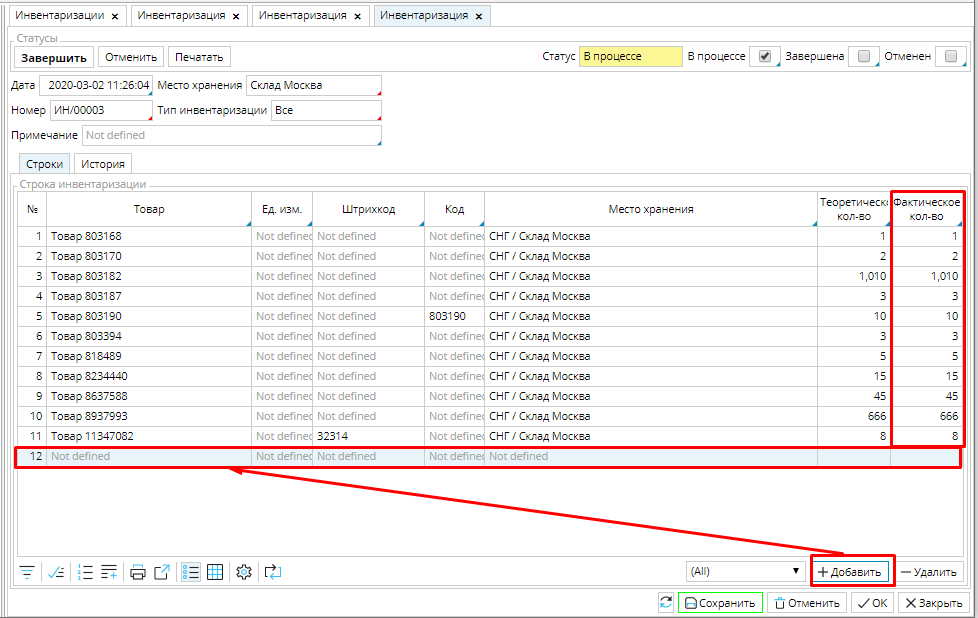 Инвентаризации × Инвентаризация × Инвентаризация × Инвентаризация ×
Статусы
Завершить Отменить Печатать Статус В процессе В процессе Завершена Отменен
Дата 2020-03-02 11:26:04 Место хранения Склад Москва
Номер ИН/00003 Тип инвентаризации Все
Примечание Not defined
Строки История
Строка инвентаризации
№ Товар Ед. изм. Штрихкод Код Место хранения Теоретическо кол-во Фактическое кол-во
1 Товар 803168 Not defined Not defined Not defined СНГ / Склад Москва 1 1
2 Товар 803170 Not defined Not defined Not defined СНГ / Склад Москва 2 2
3 Товар 803182 Not defined Not defined Not defined СНГ / Склад Москва 1,010 1,010
4 Товар 803187 Not defined Not defined Not defined СНГ / Склад Москва 3 3
5 Товар 803190 Not defined Not defined 803190 СНГ / Склад Москва 10 10
6 Товар 803394 Not defined Not defined Not defined СНГ / Склад Москва 3 3
7 Товар 818489 Not defined Not defined Not defined СНГ / Склад Москва 5 5
8 Товар 8234440 Not defined Not defined Not defined СНГ / Склад Москва 15 15
9 Товар 8637588 Not defined Not defined Not defined СНГ / Склад Москва 45 45
10 Товар 8937993 Not defined Not defined Not defined СНГ / Склад Москва 666 666
11 Товар 11347082 Not defined 32314 Not defined СНГ / Склад Москва 8 8
12 Not defined Not defined Not defined Not defined Not defined
(All) Добавить Удалить
Сохранить Отменить OK Закрыть